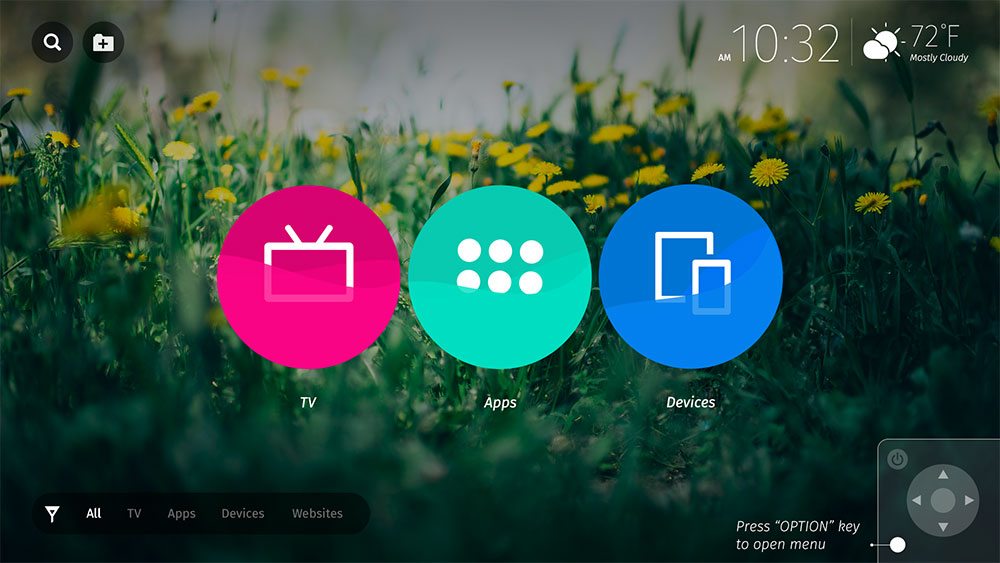 AM 10:32
72°F
Mostly Cloudy
TV
Apps
Devices
All
TV
Apps
Devices
Websites
Press “OPTION” key
to open menu